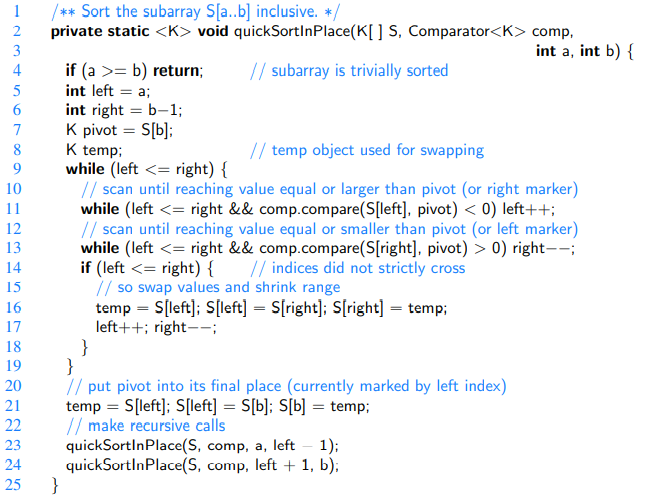 1 /** Sort the subarray S[a..b] inclusive. */
2 private static <K> void quickSortInPlace(K[ ] S, Comparator<K> comp,
3 int a, int b) {
4 if (a >= b) return; // subarray is trivially sorted
5 int left = a;
6 int right = b−1;
7 K pivot = S[b];
8 K temp; // temp object used for swapping
9 while (left <= right) {
10 // scan until reaching value equal or larger than pivot (or right marker)
11 while (left <= right && comp.compare(S[left], pivot) < 0) left++;
12 // scan until reaching value equal or smaller than pivot (or left marker)
13 while (left <= right && comp.compare(S[right], pivot) > 0) right−−;
14 if (left <= right) { // indices did not strictly cross
15 // so swap values and shrink range
16 temp = S[left]; S[left] = S[right]; S[right] = temp;
17 left++; right−−;
18 }
19 }
20 // put pivot into its final place (currently marked by left index)
21 temp = S[left]; S[left] = S[b]; S[b] = temp;
22 // make recursive calls
23 quickSortInPlace(S, comp, a, left − 1);
24 quickSortInPlace(S, comp, left + 1, b);
25 }